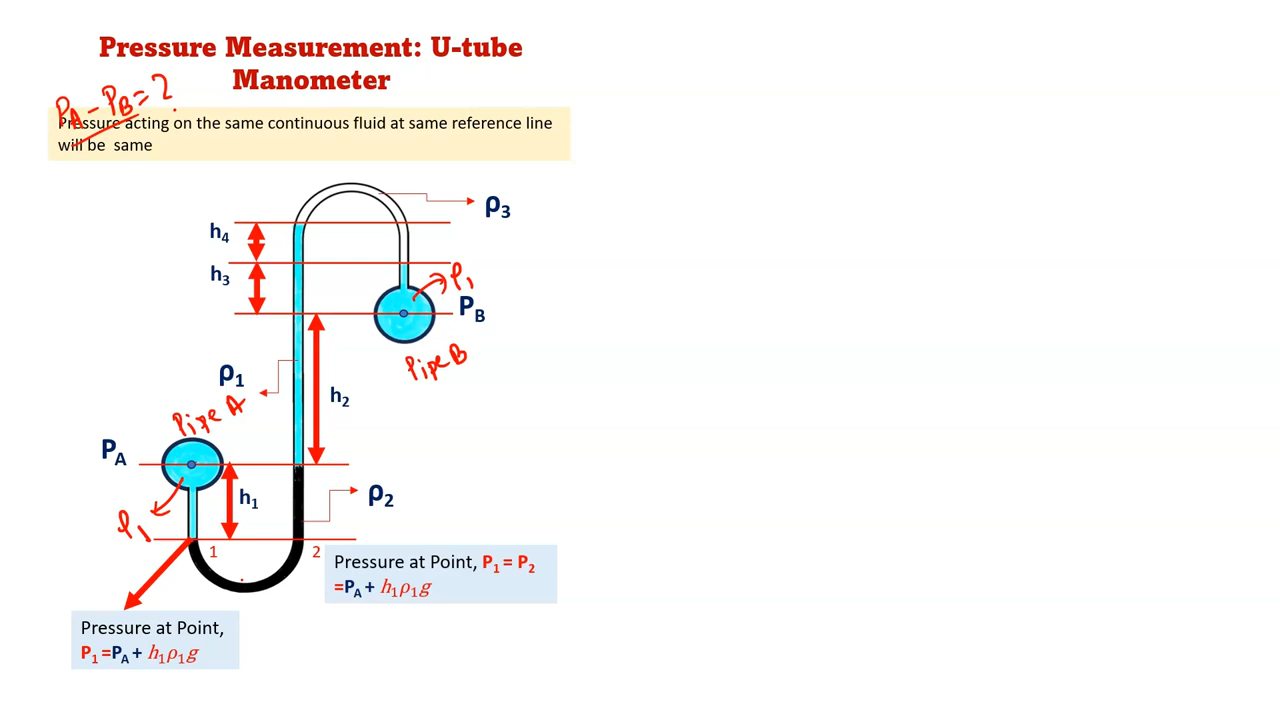 Pressure Measurement: U-tube
Manometer
PA - PB = ?
Pressure acting on the same continuous fluid at same reference line
will be same
ρ3
h4
h3
ρ1
PB
Pipe B
ρ1
h2
Pipe A
PA
h1
ρ2
ρ1
1
2
Pressure at Point, P1 = P2
=PA + h1ρ1g
Pressure at Point,
P1 =PA + h1ρ1g